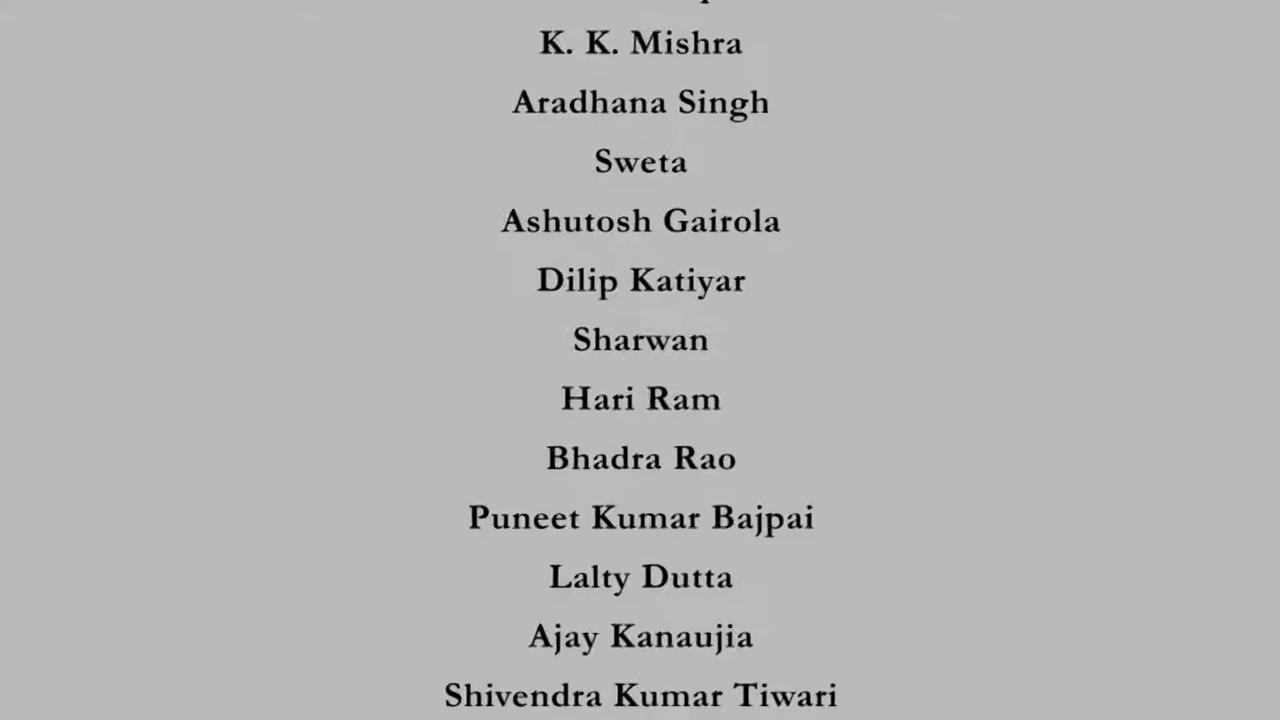 K. K. Mishra
Aradhana Singh
Sweta
Ashutosh Gairola
Dilip Katiyar
Sharwan
Hari Ram
Bhadra Rao
Puneet Kumar Bajpai
Lalty Dutta
Ajay Kanaujia
Shivendra Kumar Tiwari